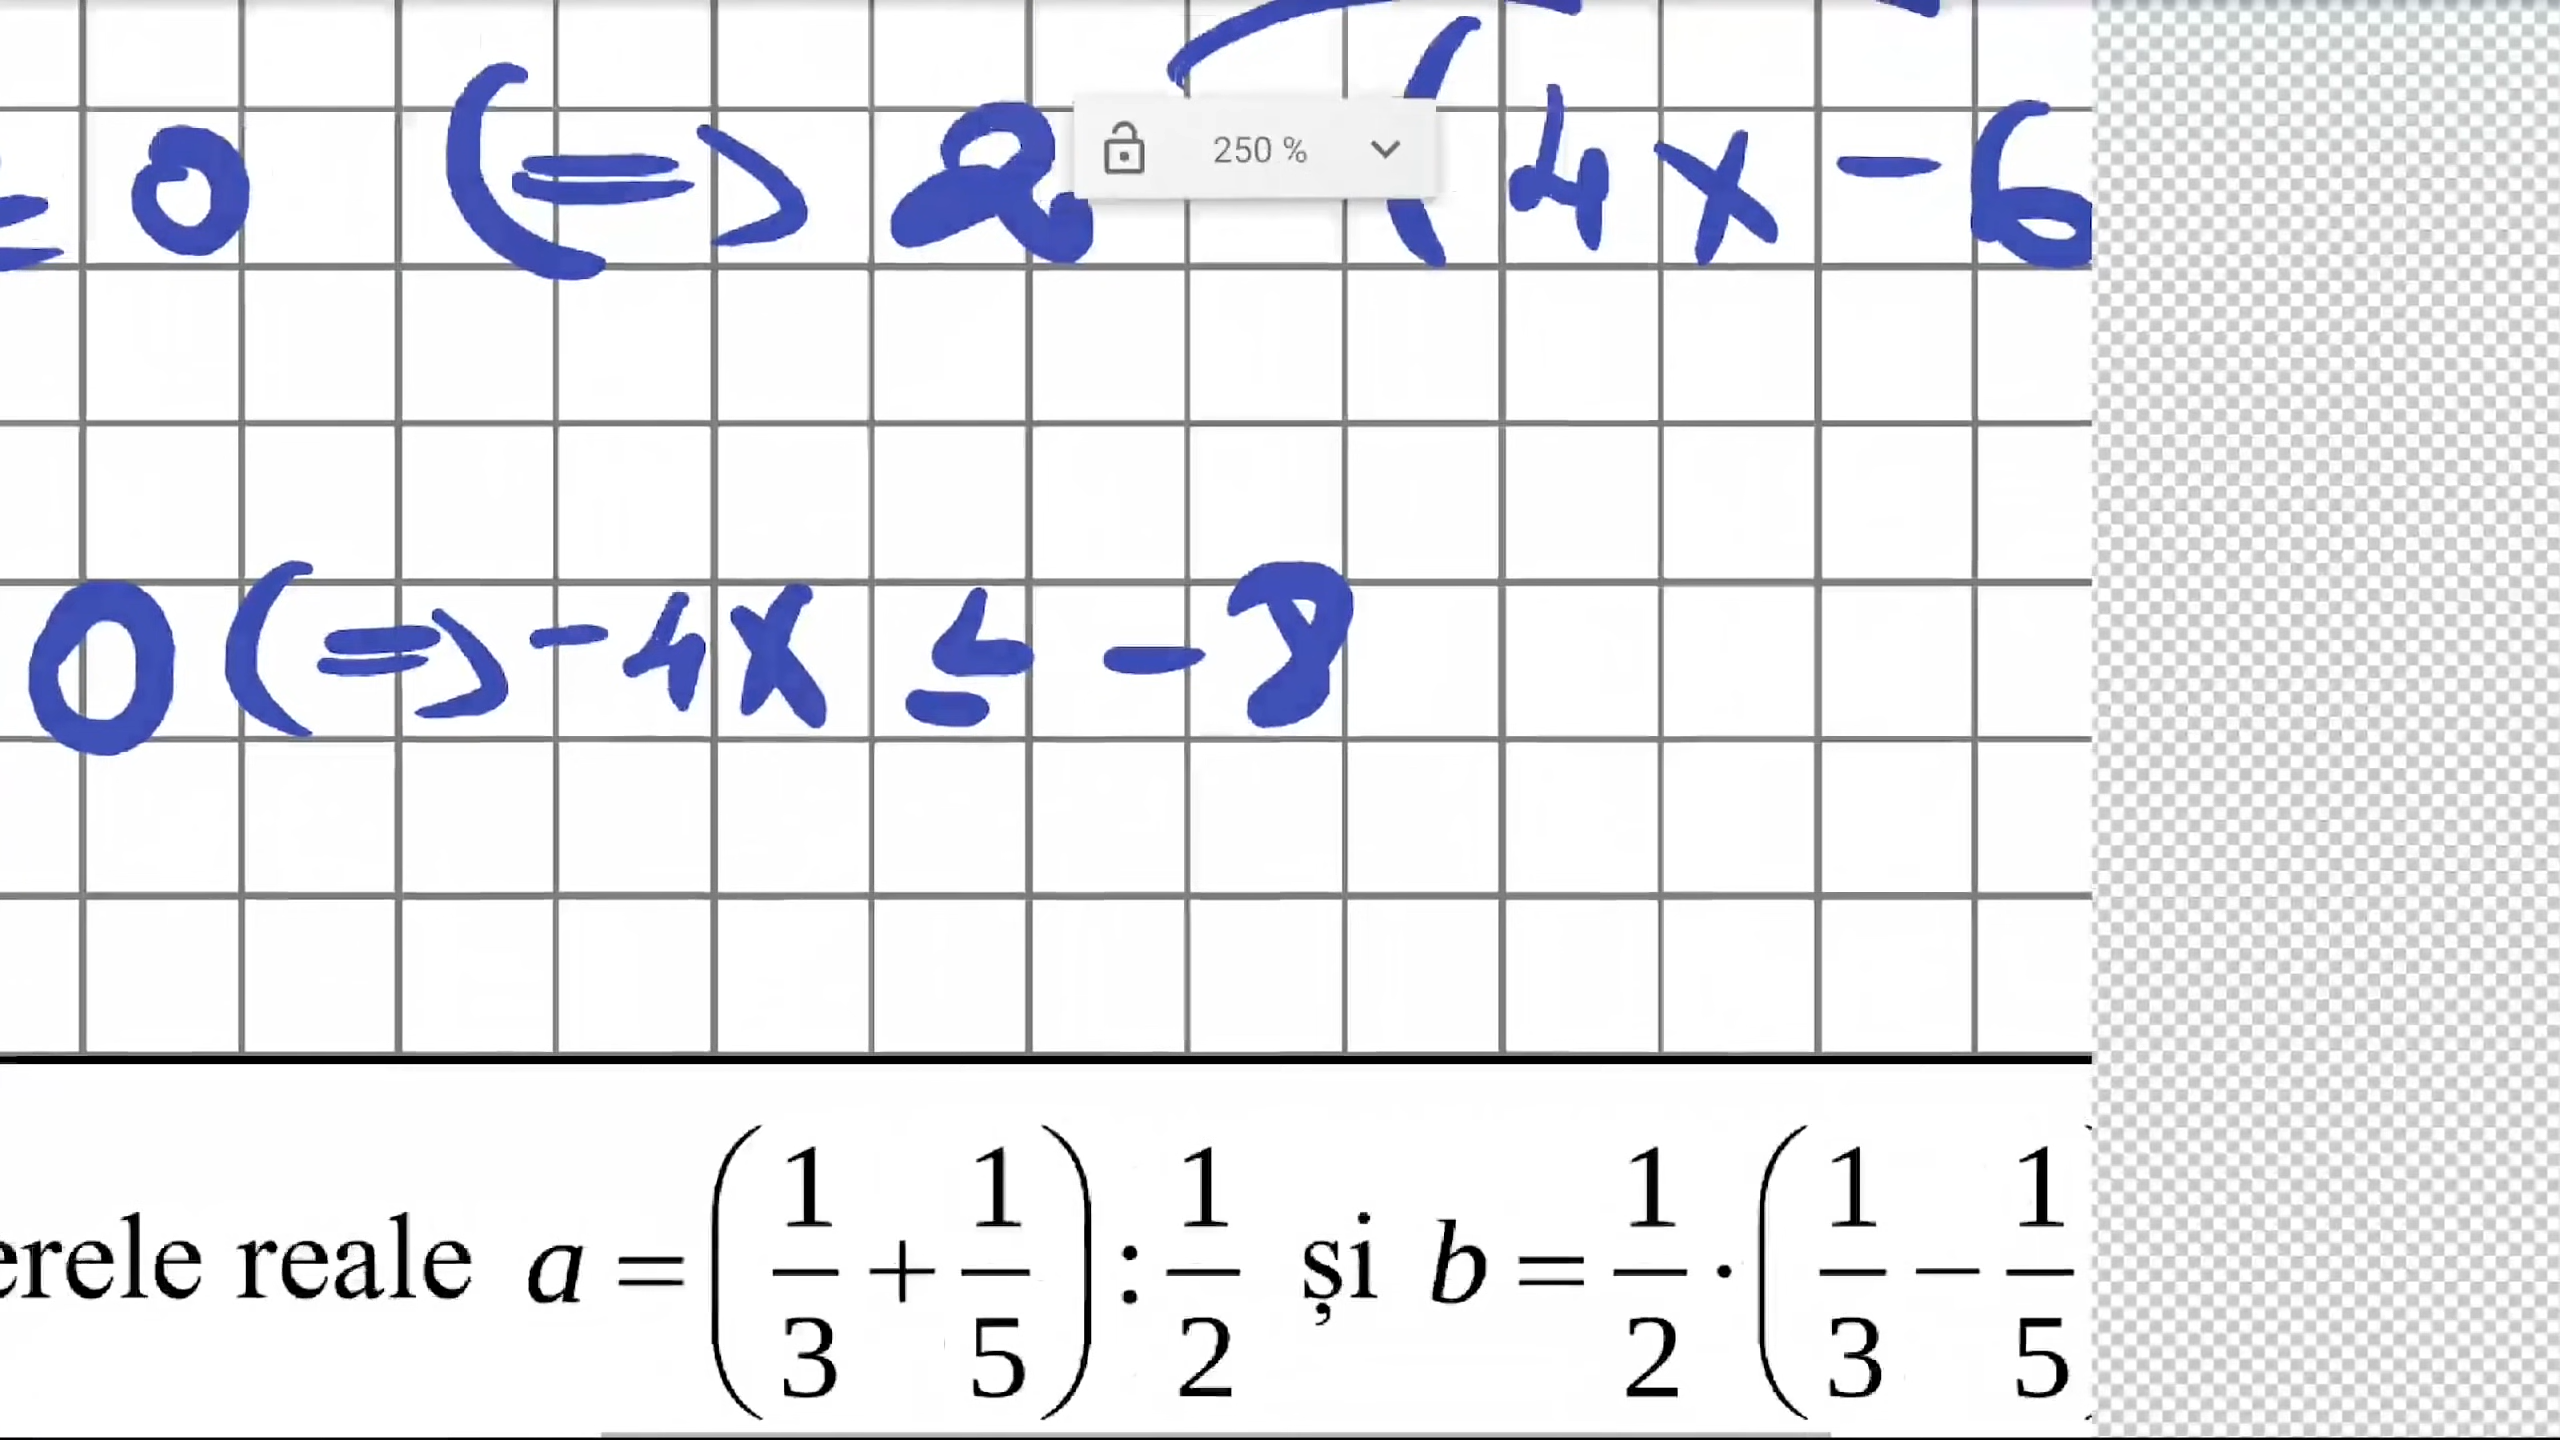 ≤ 0 (=) 2 (4x - 6
250 %
0 (=) -4x ≤ -8
erele reale a = (1/3 + 1/5) : 1/2 și b = 1/2 · (1/3 - 1/5)